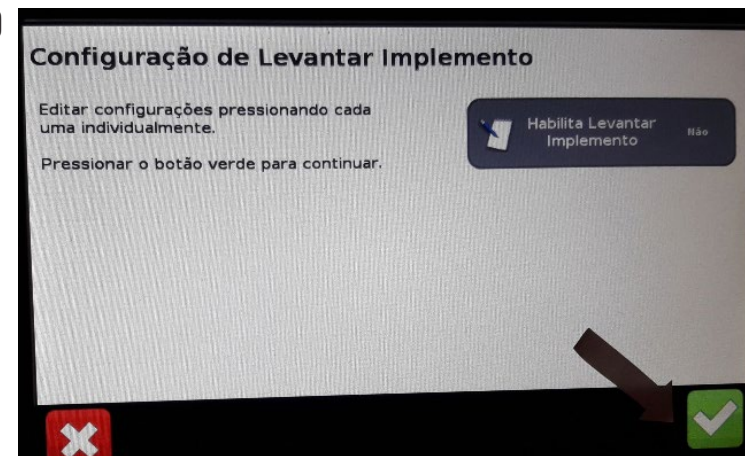 Configuração de Levantar Implemento
Editar configurações pressionando cada
uma individualmente.
Pressionar o botão verde para continuar.
Habilita Levantar
Implemento
Não